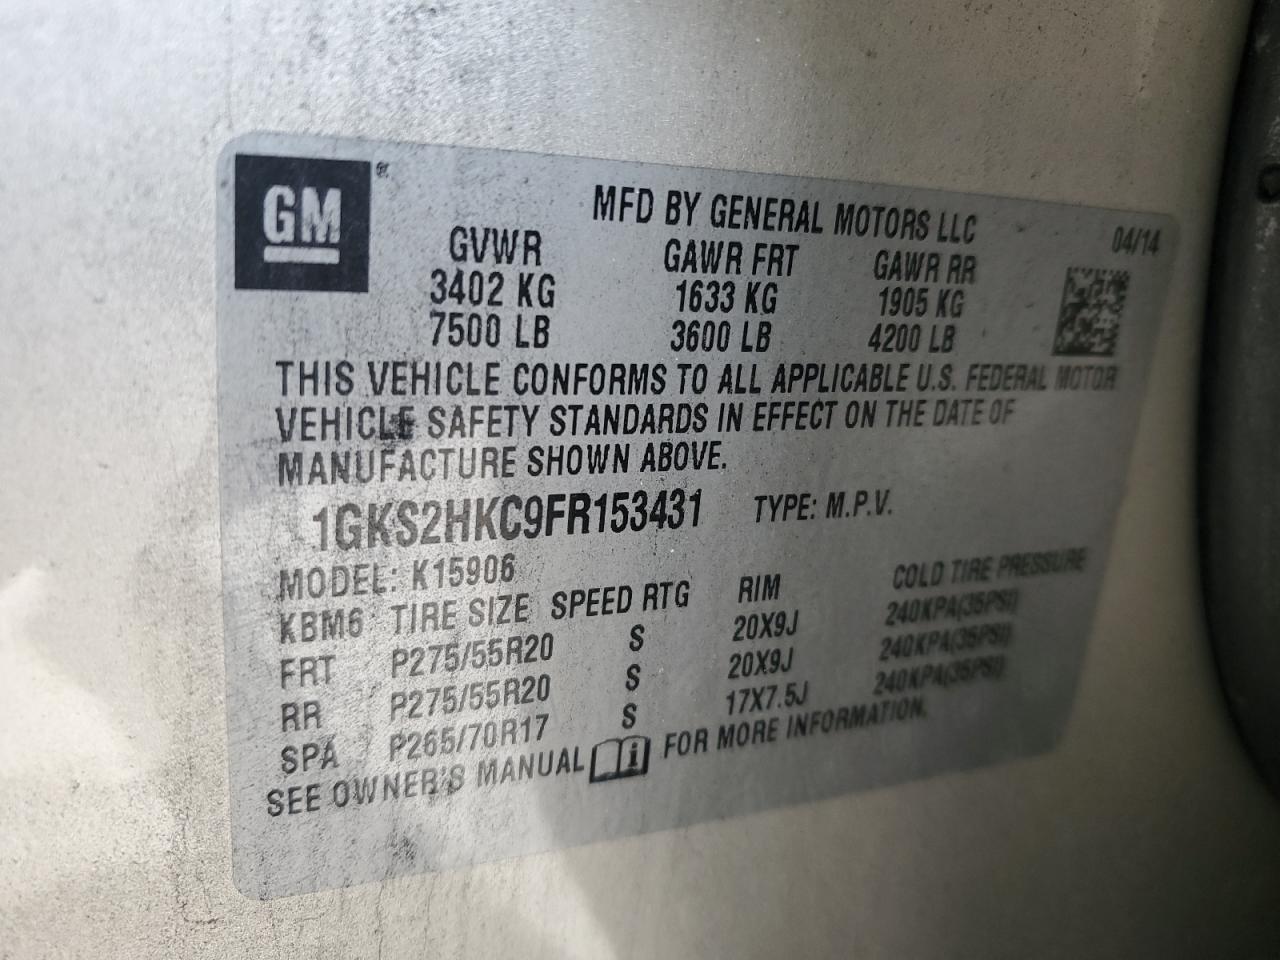 GM
MFD BY GENERAL MOTORS LLC 04/14
GVWR GAWR FRT GAWR RR
3402 KG 1633 KG 1905 KG
7500 LB 3600 LB 4200 LB
THIS VEHICLE CONFORMS TO ALL APPLICABLE U.S. FEDERAL MOTOR
VEHICLE SAFETY STANDARDS IN EFFECT ON THE DATE OF
MANUFACTURE SHOWN ABOVE.
1GKS2HKC9FR153431 TYPE: M.P.V.
MODEL: K15906
KBM6 TIRE SIZE SPEED RTG RIM COLD TIRE PRESSURE
FRT P275/55R20 S 20X9J 240KPA(35PSI)
RR P275/55R20 S 20X9J 240KPA(35PSI)
SPA P265/70R17 S 17X7.5J 240KPA(35PSI)
SEE OWNER'S MANUAL i FOR MORE INFORMATION.